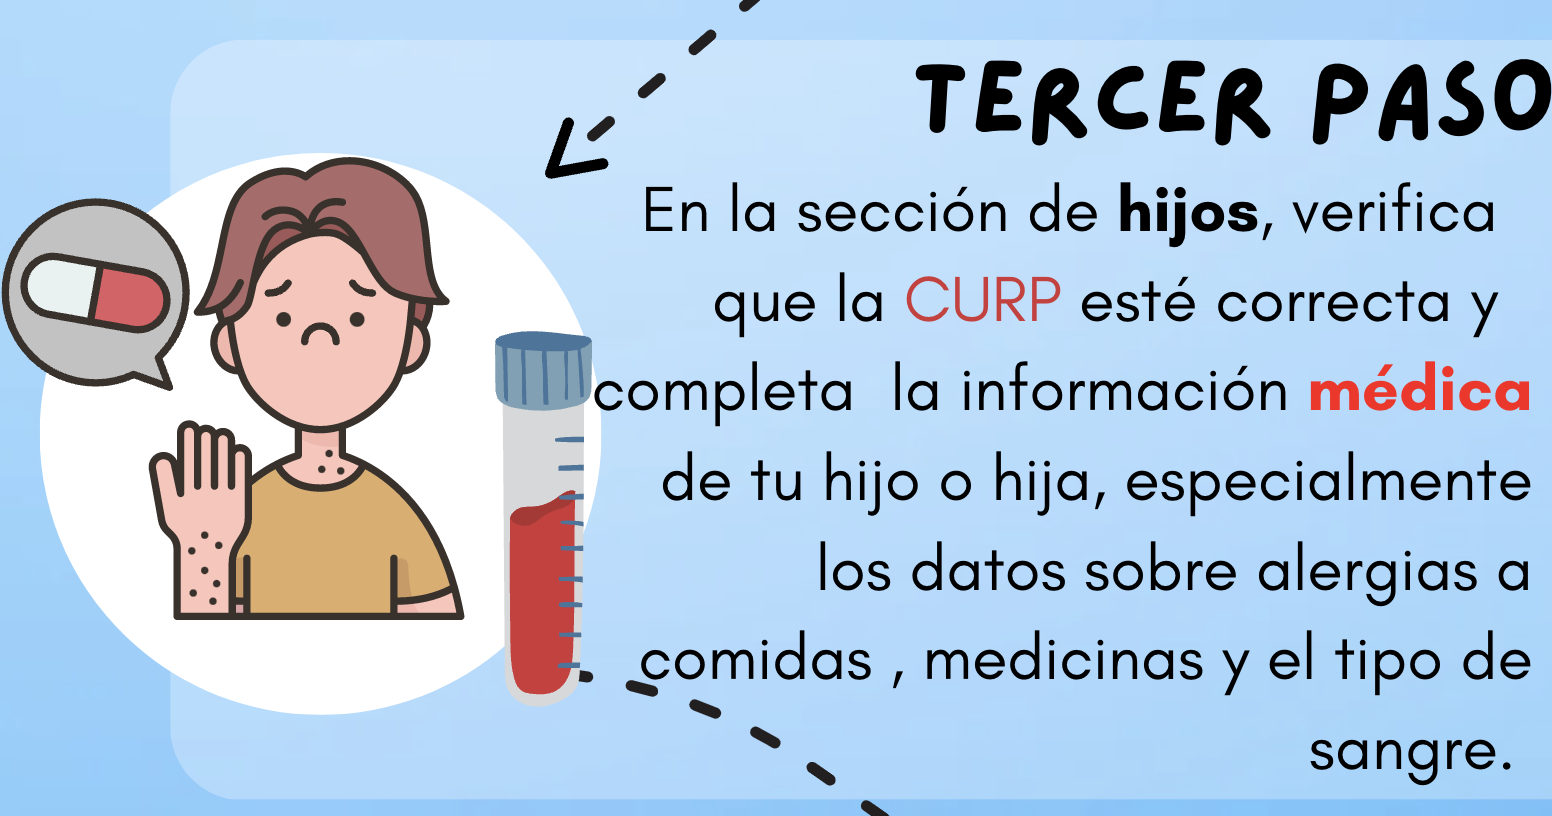 TERCER PASO
En la sección de hijos, verifica
que la CURP esté correcta y
completa  la información médica
de tu hijo o hija, especialmente
los datos sobre alergias a
comidas , medicinas y el tipo de
sangre.